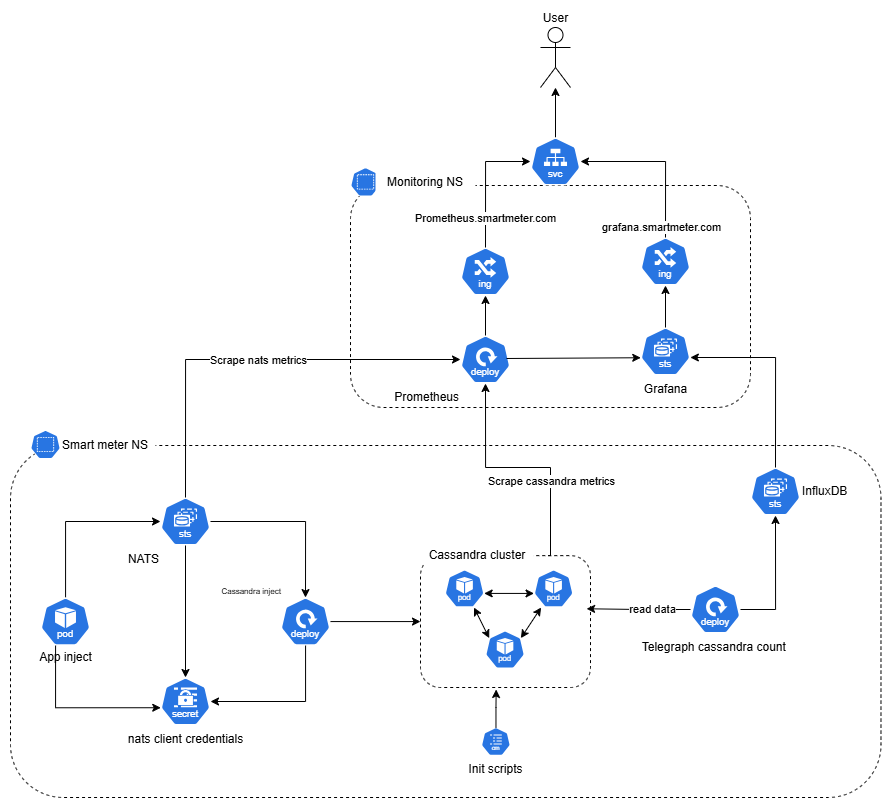 User
svc
Monitoring NS
Prometheus.smartmeter.com
grafana.smartmeter.com
ing
ing
Scrape nats metrics
deploy
sts
Prometheus
Grafana
Smart meter NS
Scrape cassandra metrics
sts
InfluxDB
sts
NATS
Cassandra cluster
Cassandra inject
pod
pod
pod
deploy
read data
deploy
App inject
Telegraph cassandra count
pod
secret
nats client credentials
cm
Init scripts